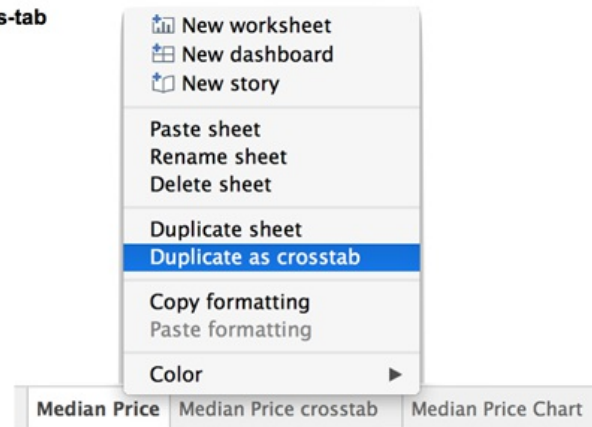 s-tab
New worksheet
New dashboard
New story
Paste sheet
Rename sheet
Delete sheet
Duplicate sheet
Duplicate as crosstab
Copy formatting
Paste formatting
Color
Median Price Median Price crosstab Median Price Chart